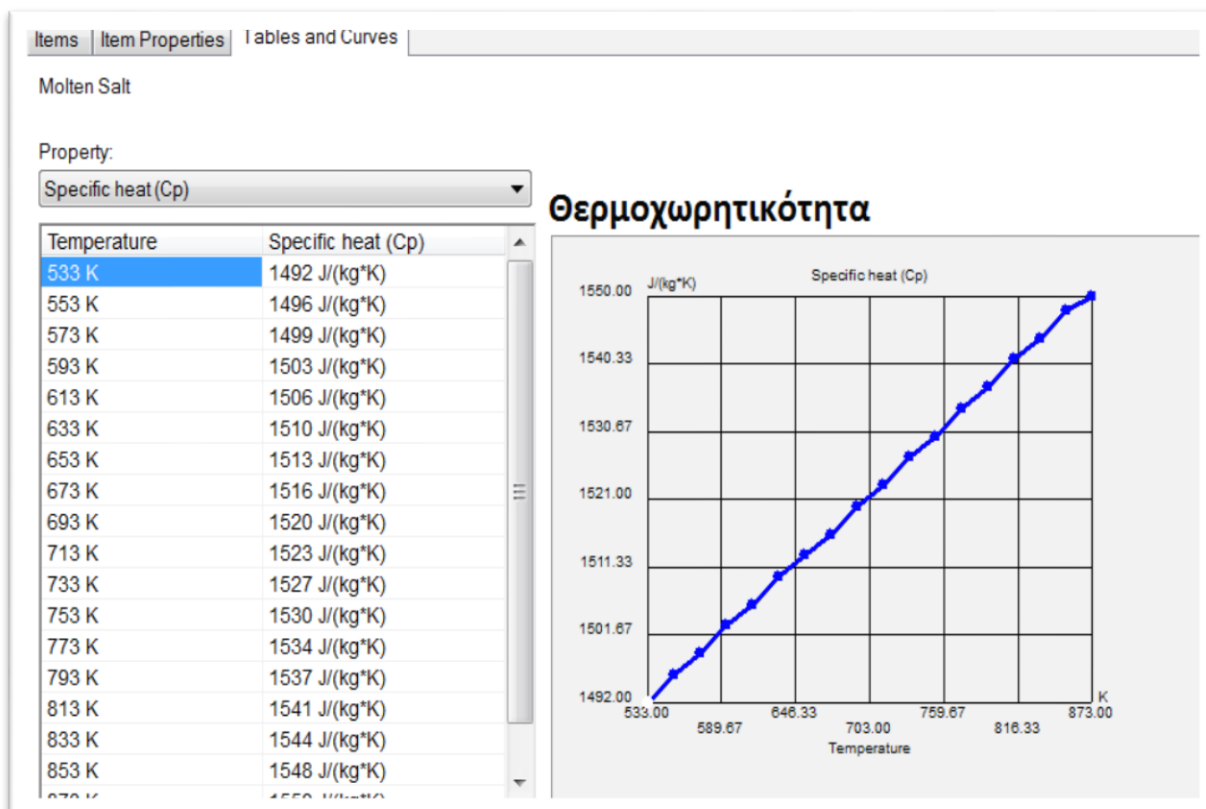 Items Item Properties Tables and Curves
Molten Salt
Property:
Specific heat (Cp)
Θερμοχωρητικότητα
Temperature Specific heat (Cp)
533 K 1492 J/(kg*K)
553 K 1496 J/(kg*K)
573 K 1499 J/(kg*K)
593 K 1503 J/(kg*K)
613 K 1506 J/(kg*K)
633 K 1510 J/(kg*K)
653 K 1513 J/(kg*K)
673 K 1516 J/(kg*K)
693 K 1520 J/(kg*K)
713 K 1523 J/(kg*K)
733 K 1527 J/(kg*K)
753 K 1530 J/(kg*K)
773 K 1534 J/(kg*K)
793 K 1537 J/(kg*K)
813 K 1541 J/(kg*K)
833 K 1544 J/(kg*K)
853 K 1548 J/(kg*K)
J/(kg*K) Specific heat (Cp)
1550.00
1540.33
1530.67
1521.00
1511.33
1501.67
1492.00
K
533.00 646.33 759.67 873.00
589.67 703.00 816.33
Temperature